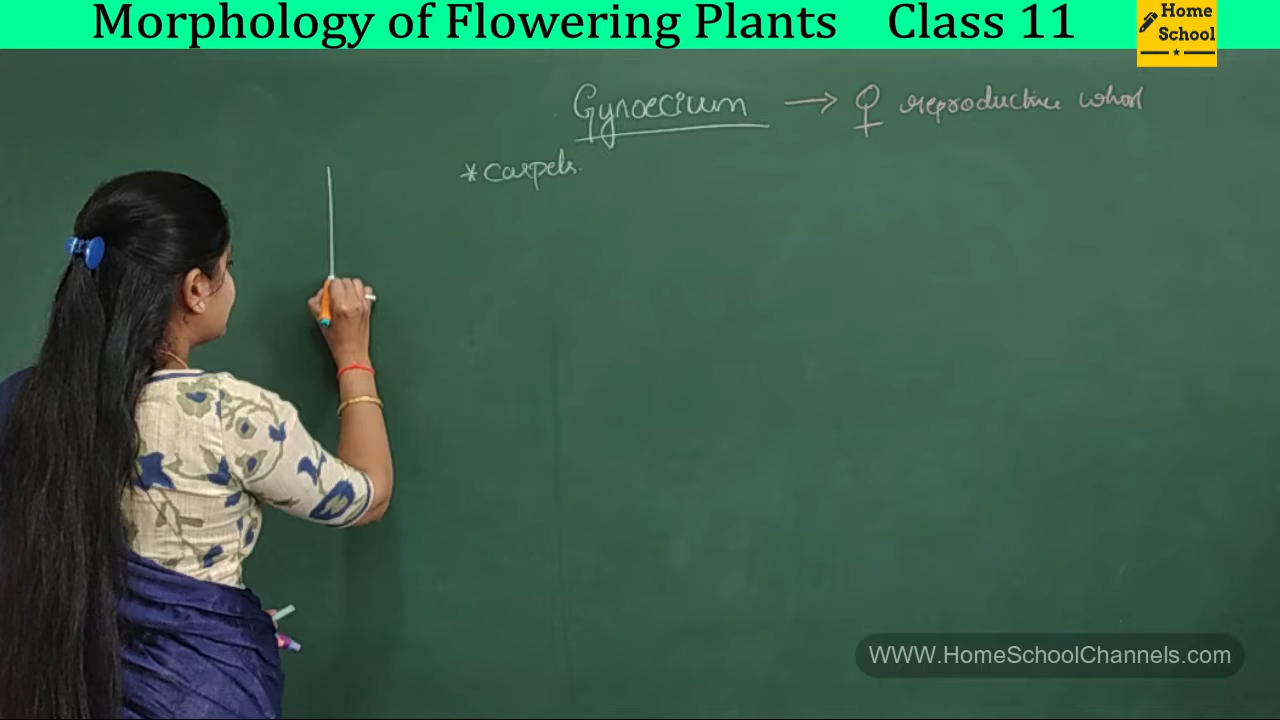 Morphology of Flowering Plants Class 11
Home
School
Gynoecium → ♀ reproductive whorl
*carpels.
WWW.HomeSchoolChannels.com